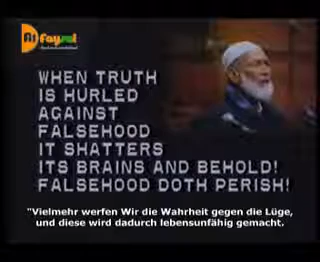 Al
faysal
WHEN TRUTH
IS HURLED
AGAINST
FALSEHOOD
IT SHATTERS
ITS BRAINS AND BEHOLD!
FALSEHOOD DOTH PERISH!
"Vielmehr werfen Wir die Wahrheit gegen die Lüge,
und diese wird dadurch lebensunfähig gemacht.